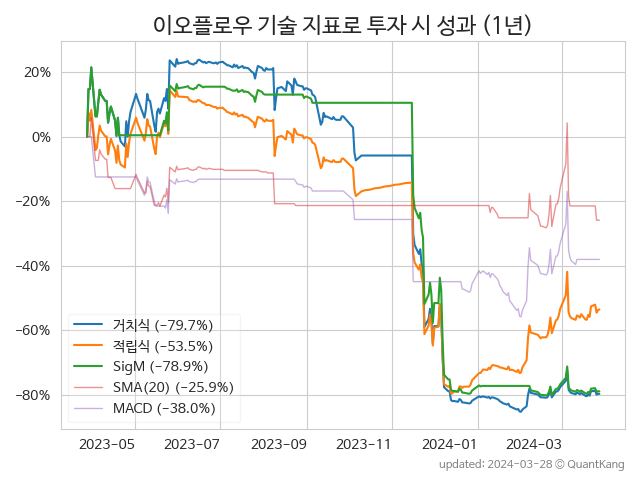 이오플로우 기술 지표로 투자 시 성과 (1년)
20%
0%
−20%
−40%
−60%
−80%
거치식 (−79.7%)
적립식 (−53.5%)
SigM (−78.9%)
SMA(20) (−25.9%)
MACD (−38.0%)
2023−05
2023−07
2023−09
2023−11
2024−01
2024−03
updated: 2024−03−28 © QuantKang